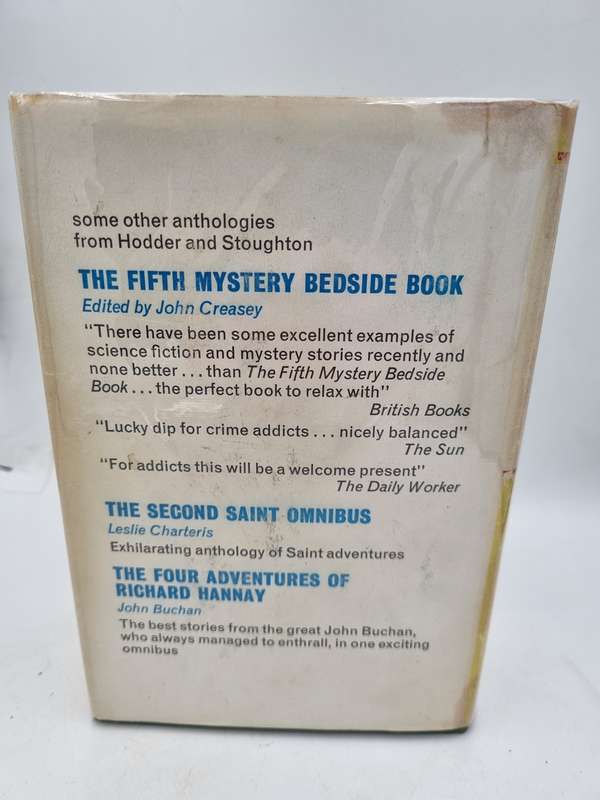 some other anthologies
from Hodder and Stoughton
THE FIFTH MYSTERY BEDSIDE BOOK
Edited by John Creasey
"There have been some excellent examples of
science fiction and mystery stories recently and
none better ... than The Fifth Mystery Bedside
Book ... the perfect book to relax with"
British Books
"Lucky dip for crime addicts ... nicely balanced"
The Sun
"For addicts this will be a welcome present"
The Daily Worker
THE SECOND SAINT OMNIBUS
Leslie Charteris
Exhilarating anthology of Saint adventures
THE FOUR ADVENTURES OF
RICHARD HANNAY
John Buchan
The best stories from the great John Buchan,
who always managed to enthrall, in one exciting
omnibus